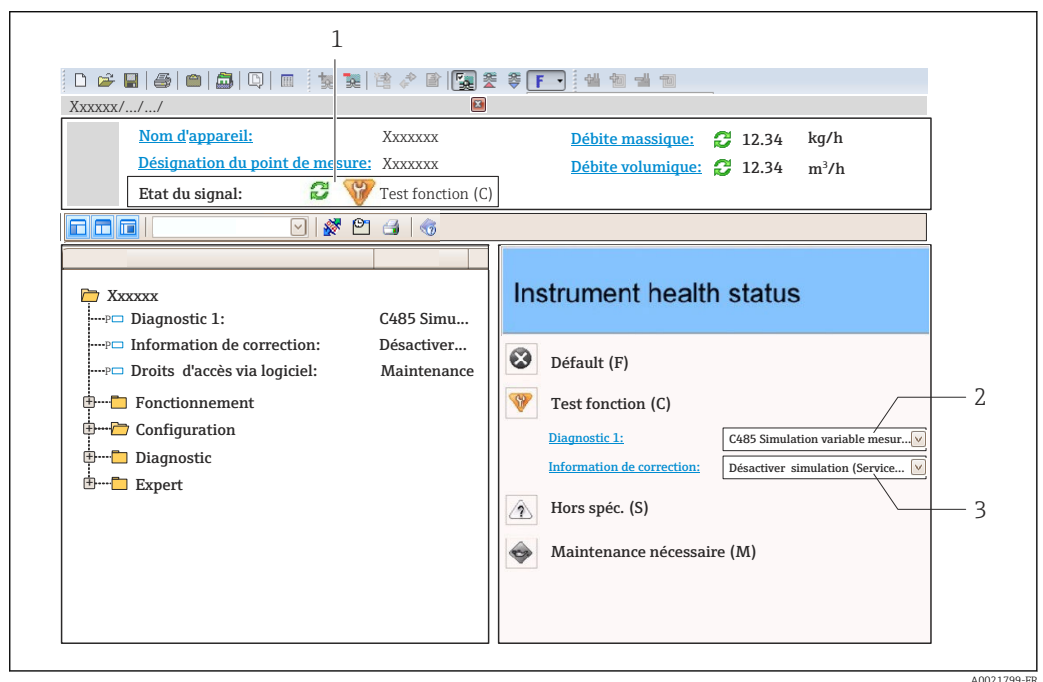 1
F
Xxxxxx/.../.../
Nom d'appareil: Xxxxxxx Débite massique: 12.34 kg/h
Désignation du point de mesure: Xxxxxxx Débite volumique: 12.34 m³/h
Etat du signal: Test fonction (C)
Xxxxxx
P Diagnostic 1: C485 Simu...
P Information de correction: Désactiver...
P Droits d'accès via logiciel: Maintenance
Fonctionnement
Configuration
Diagnostic
Expert
Instrument health status
Défault (F)
Test fonction (C)
2
Diagnostic 1: C485 Simulation variable mesur...
Information de correction: Désactiver simulation (Service...
Hors spéc. (S)
3
Maintenance nécessaire (M)
A0021799-FR